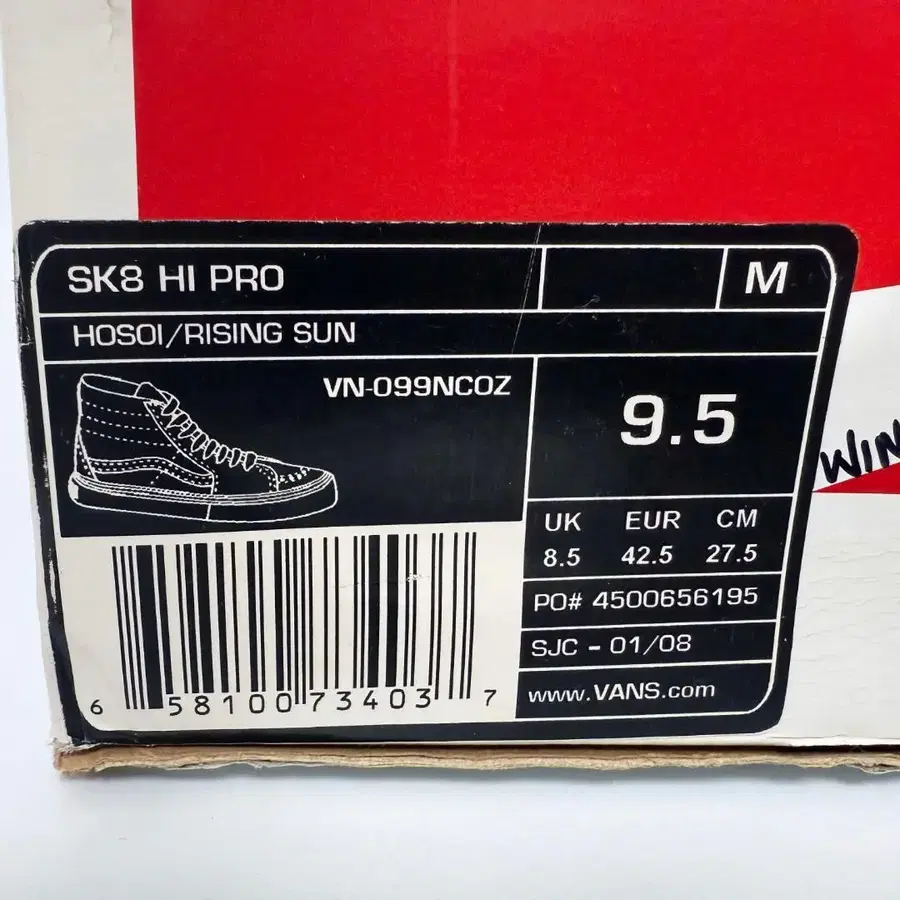 SK8 HI PRO M
HOSOI/RISING SUN
VN-099NCOZ
9.5
UK EUR CM
8.5 42.5 27.5
PO# 4500656195
SJC - 01/08
www.VANS.com
6 58100 73403 7
WIN